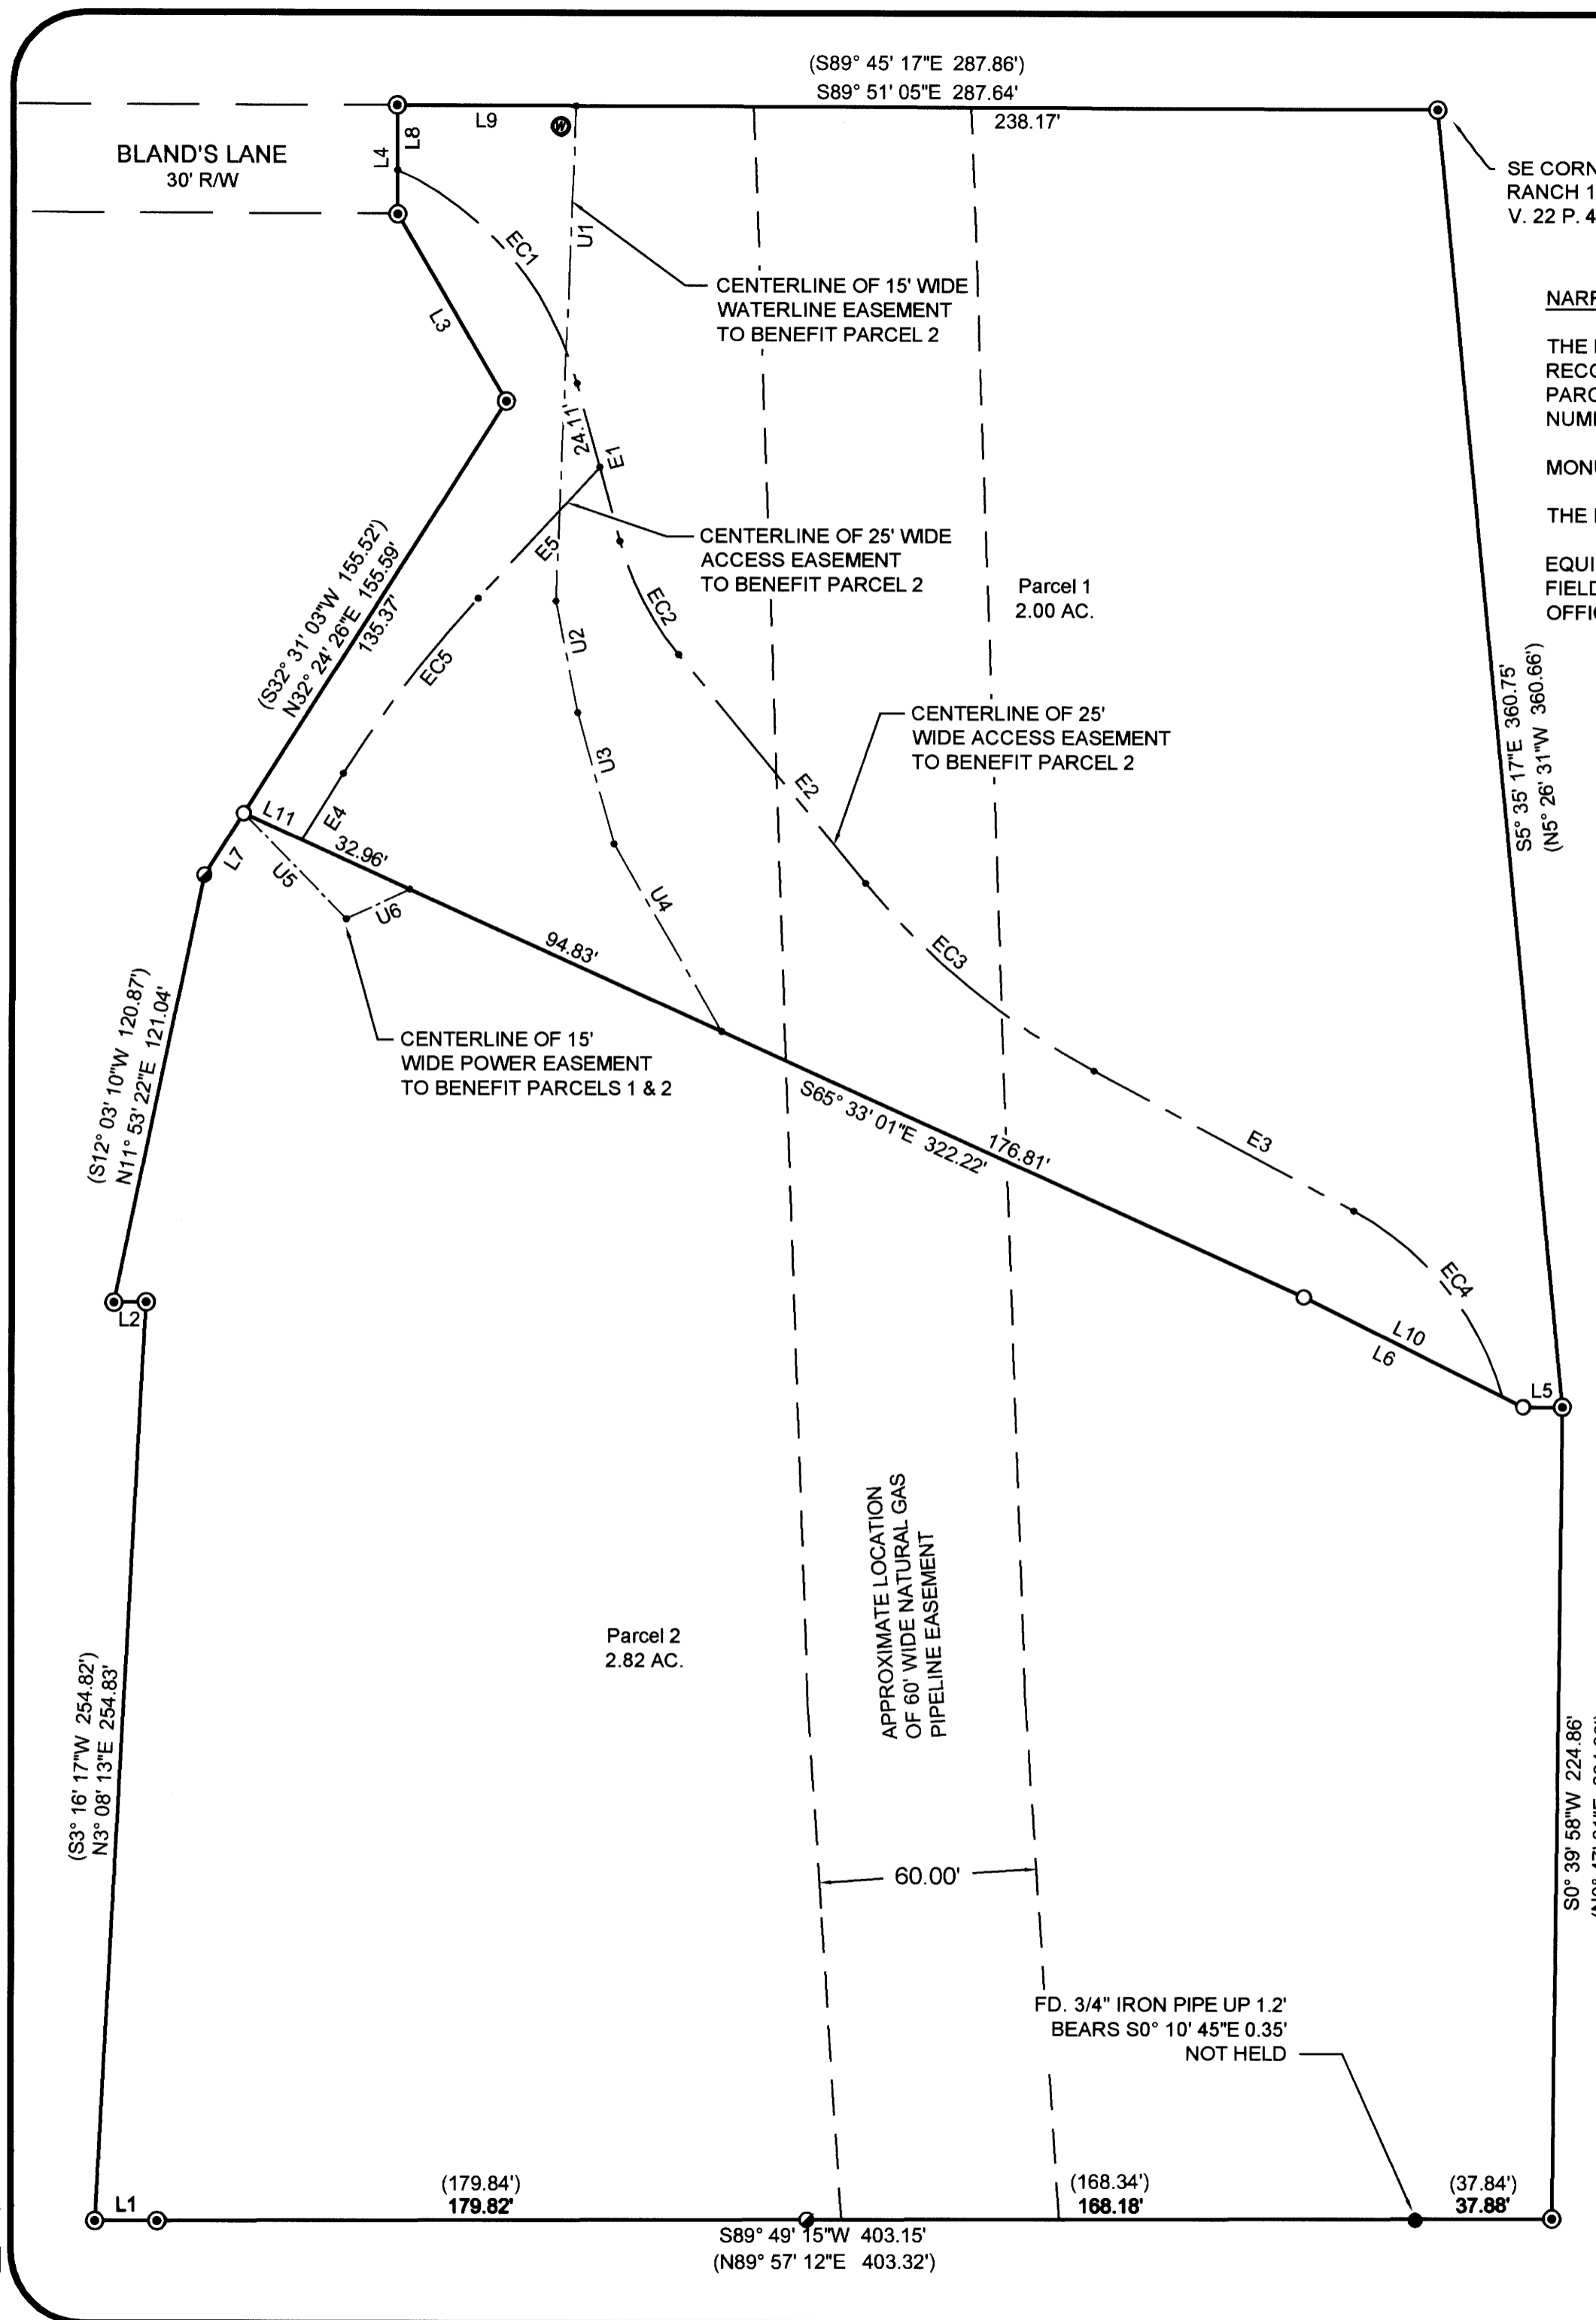 (S89° 45' 17"E 287.86')
S89° 51' 05"E 287.64'
L9
W
238.17'
L8
L4
BLAND'S LANE
30' R/W
SE CORN
RANCH 1
V. 22 P. 4
EC1
U1
L3
CENTERLINE OF 15' WIDE
WATERLINE EASEMENT
TO BENEFIT PARCEL 2
NARR
THE
RECO
PARC
NUM
MONU
THE
EQUI
FIELD
OFFIC
24.11'
E1
CENTERLINE OF 25' WIDE
ACCESS EASEMENT
TO BENEFIT PARCEL 2
E5
(S32° 31' 03"W 155.52')
N32° 24' 26"E 155.59'
135.37'
EC2
Parcel 1
2.00 AC.
U2
EC5
S5° 35' 17"E 360.75'
(N5° 26' 31"W 360.66')
CENTERLINE OF 25'
WIDE ACCESS EASEMENT
TO BENEFIT PARCEL 2
U3
E2
L11
E4
32.96'
L7
U5
U6
U4
94.83'
EC3
(S12° 03' 10"W 120.87')
N11° 53' 22"E 121.04'
CENTERLINE OF 15'
WIDE POWER EASEMENT
TO BENEFIT PARCELS 1 & 2
S65° 33' 01"E 322.22'
176.81'
E3
EC4
L2
L10
L6
L5
APPROXIMATE LOCATION
OF 60' WIDE NATURAL GAS
PIPELINE EASEMENT
Parcel 2
2.82 AC.
(S3° 16' 17"W 254.82')
N3° 08' 13"E 254.83'
S0° 39' 58"W 224.86'
60.00'
FD. 3/4" IRON PIPE UP 1.2'
BEARS S0° 10' 45"E 0.35'
NOT HELD
L1
(179.84')
179.82'
(168.34')
168.18'
(37.84')
37.88'
S89° 49' 15"W 403.15'
(N89° 57' 12"E 403.32')